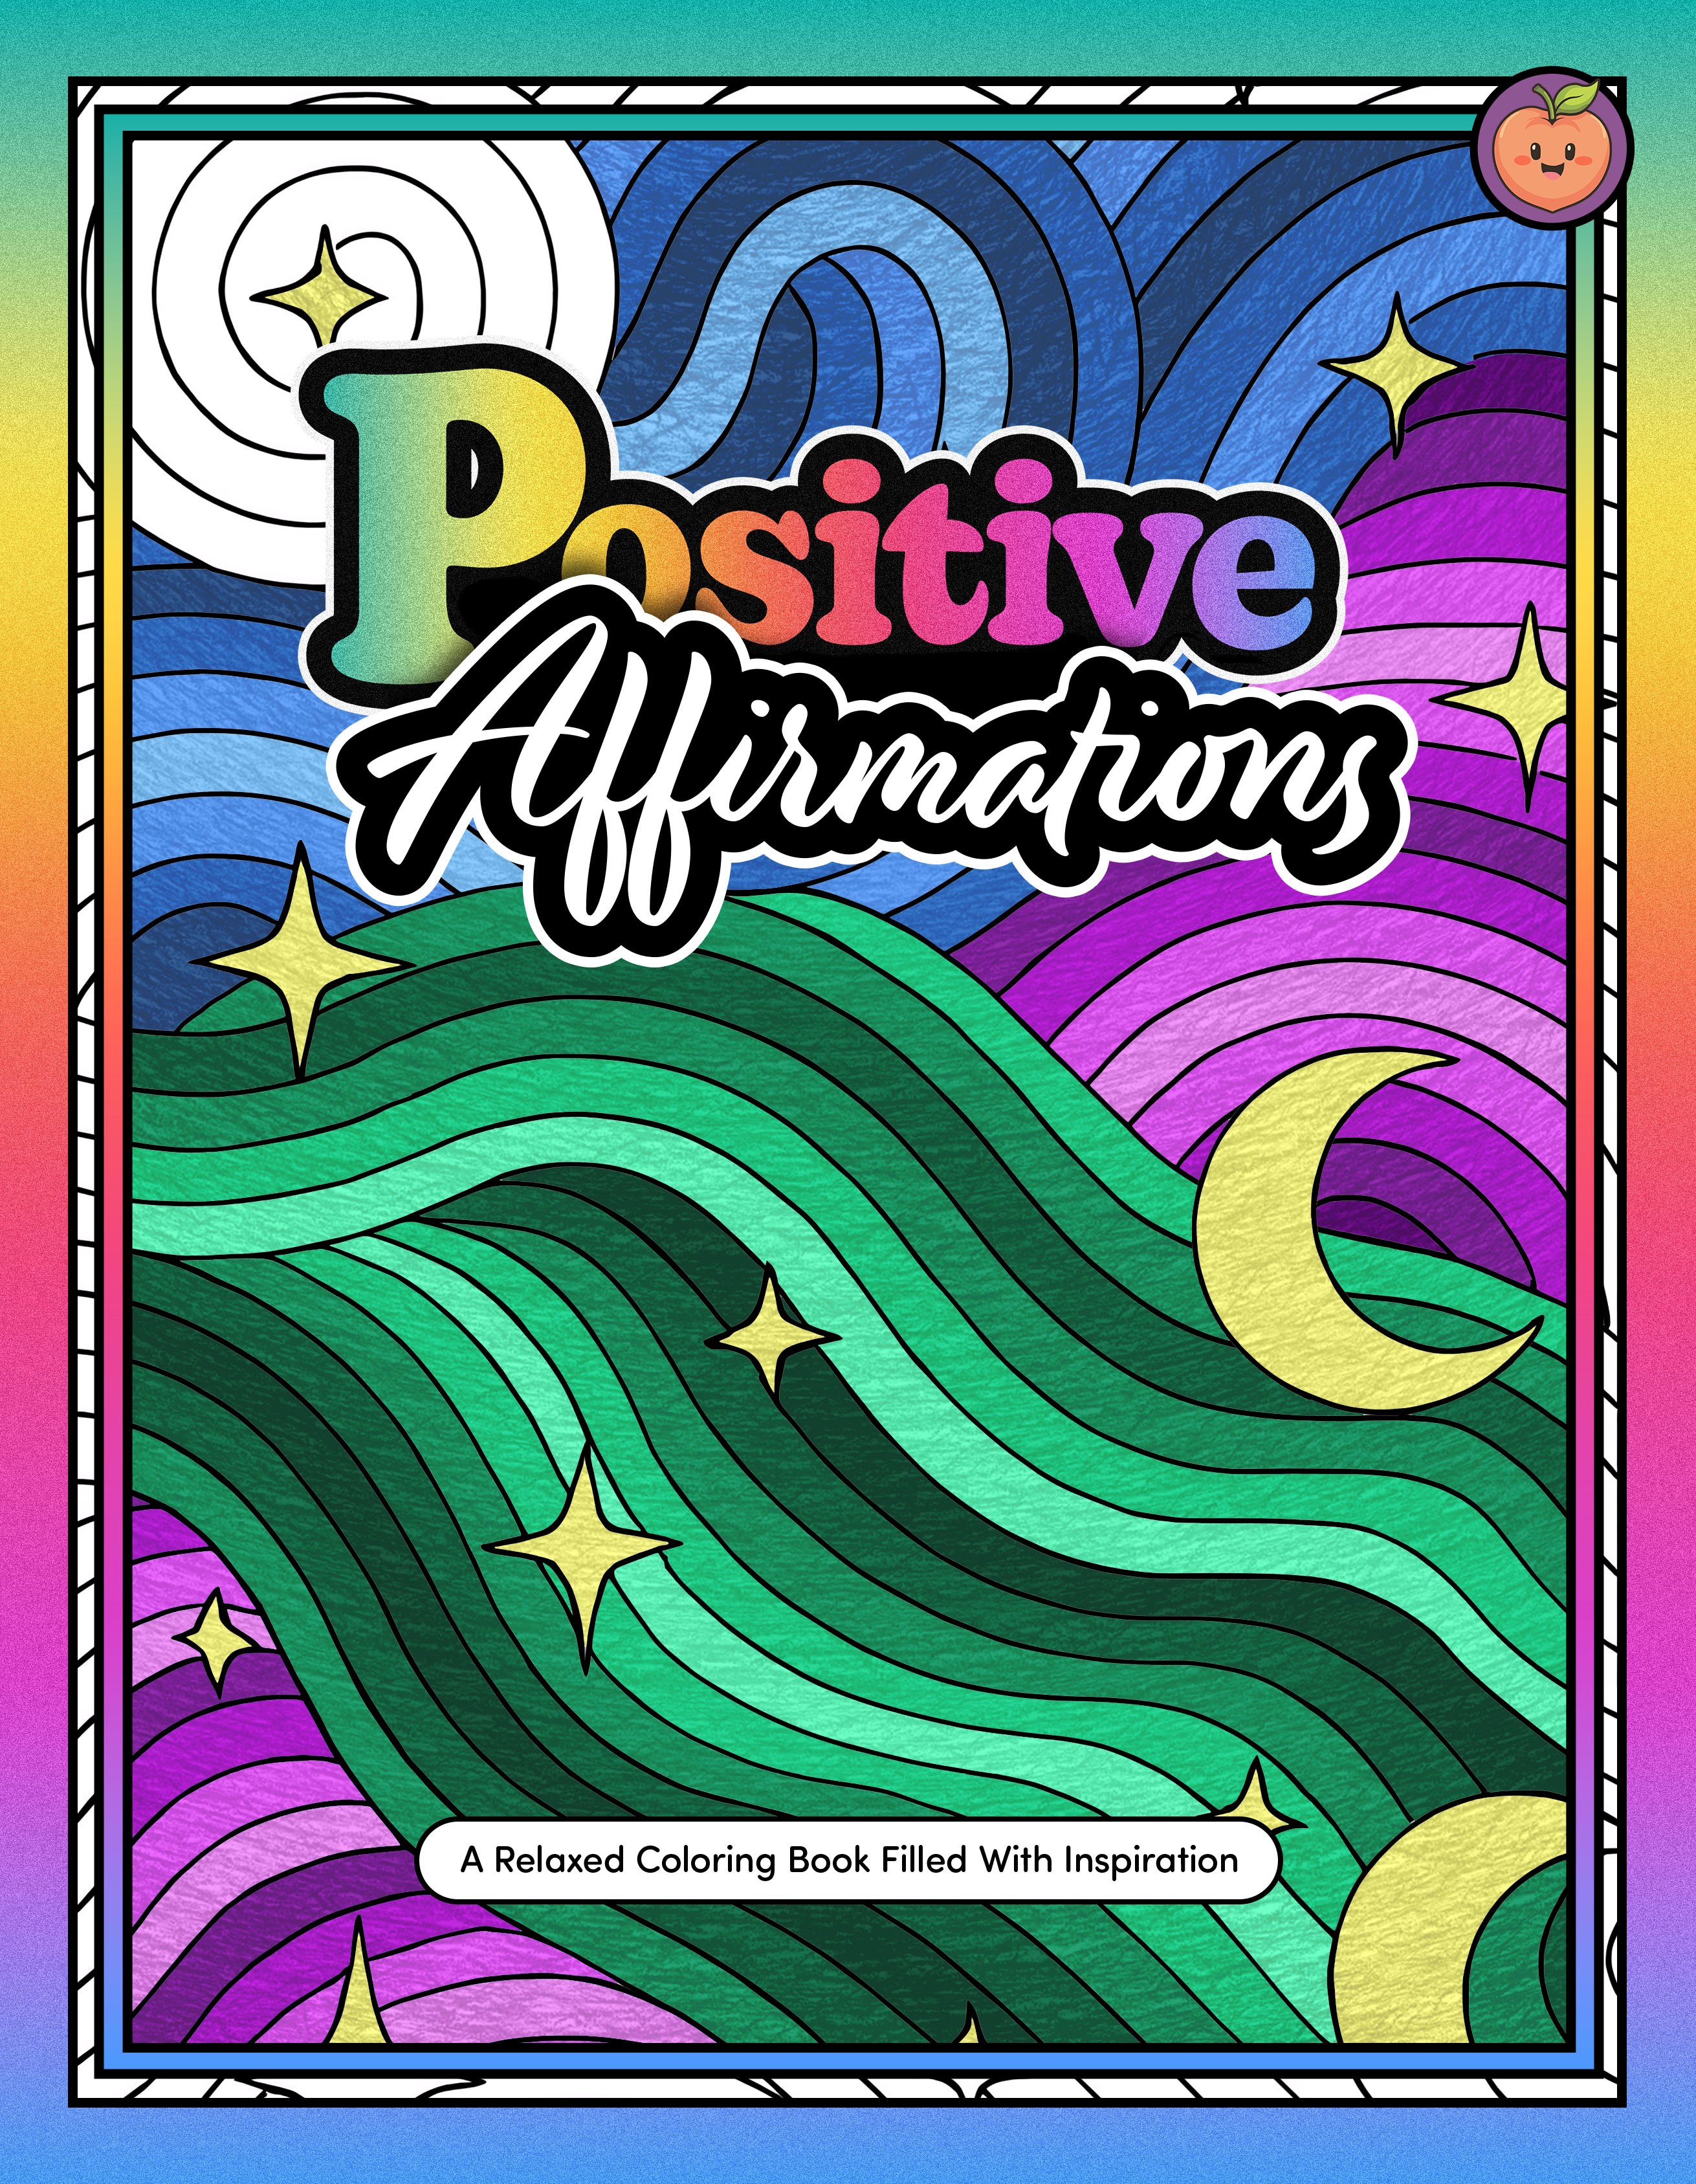 Positive
Affirmations
A Relaxed Coloring Book Filled With Inspiration